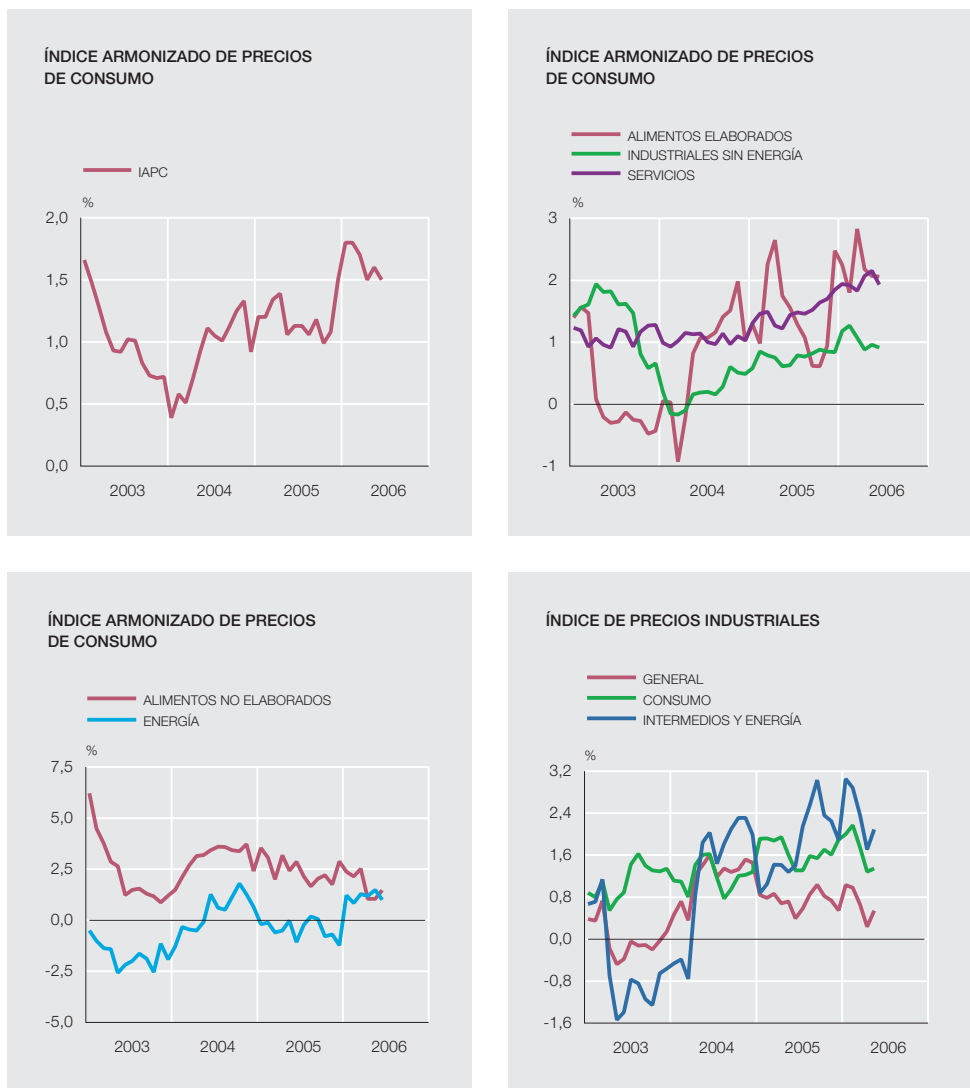 ÍNDICE ARMONIZADO DE PRECIOS
DE CONSUMO
IAPC
%
2,0
1,5
1,0
0,5
0,0
2003 2004 2005 2006
ÍNDICE ARMONIZADO DE PRECIOS
DE CONSUMO
ALIMENTOS ELABORADOS
INDUSTRIALES SIN ENERGÍA
SERVICIOS
%
3
2
1
0
-1
2003 2004 2005 2006
ÍNDICE ARMONIZADO DE PRECIOS
DE CONSUMO
ALIMENTOS NO ELABORADOS
ENERGÍA
%
7,5
5,0
2,5
0,0
-2,5
-5,0
2003 2004 2005 2006
ÍNDICE DE PRECIOS INDUSTRIALES
GENERAL
CONSUMO
INTERMEDIOS Y ENERGÍA
%
3,2
2,4
1,6
0,8
0,0
-0,8
-1,6
2003 2004 2005 2006